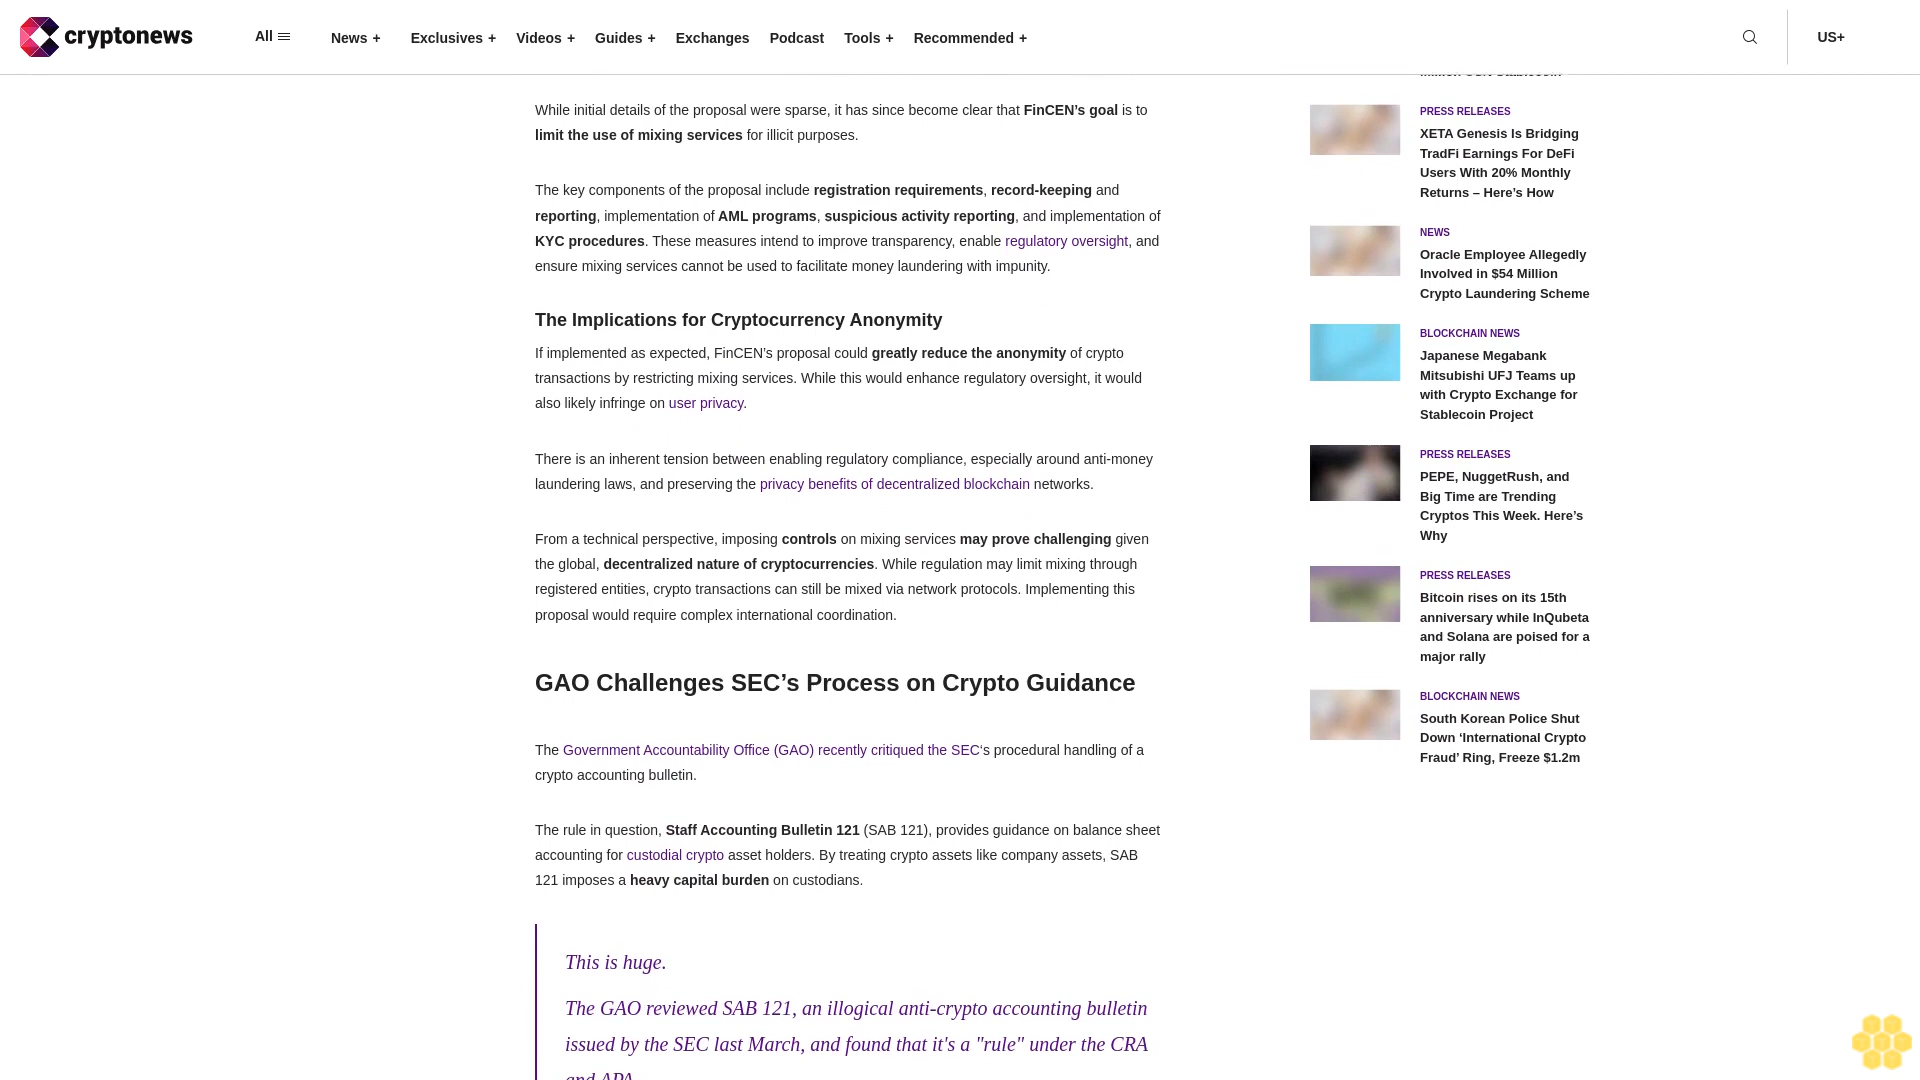 cryptonews
All
News +
Exclusives +
Videos +
Guides +
Exchanges
Podcast
Tools +
Recommended +
US+
While initial details of the proposal were sparse, it has since become clear that FinCEN’s goal is to
limit the use of mixing services for illicit purposes.
The key components of the proposal include registration requirements, record-keeping and
reporting, implementation of AML programs, suspicious activity reporting, and implementation of
KYC procedures. These measures intend to improve transparency, enable regulatory oversight, and
ensure mixing services cannot be used to facilitate money laundering with impunity.
The Implications for Cryptocurrency Anonymity
If implemented as expected, FinCEN’s proposal could greatly reduce the anonymity of crypto
transactions by restricting mixing services. While this would enhance regulatory oversight, it would
also likely infringe on user privacy.
There is an inherent tension between enabling regulatory compliance, especially around anti-money
laundering laws, and preserving the privacy benefits of decentralized blockchain networks.
From a technical perspective, imposing controls on mixing services may prove challenging given
the global, decentralized nature of cryptocurrencies. While regulation may limit mixing through
registered entities, crypto transactions can still be mixed via network protocols. Implementing this
proposal would require complex international coordination.
GAO Challenges SEC’s Process on Crypto Guidance
The Government Accountability Office (GAO) recently critiqued the SEC‘s procedural handling of a
crypto accounting bulletin.
The rule in question, Staff Accounting Bulletin 121 (SAB 121), provides guidance on balance sheet
accounting for custodial crypto asset holders. By treating crypto assets like company assets, SAB
121 imposes a heavy capital burden on custodians.
This is huge.
The GAO reviewed SAB 121, an illogical anti-crypto accounting bulletin
issued by the SEC last March, and found that it's a "rule" under the CRA
and APA
PRESS RELEASES
XETA Genesis Is Bridging
TradFi Earnings For DeFi
Users With 20% Monthly
Returns – Here’s How
NEWS
Oracle Employee Allegedly
Involved in $54 Million
Crypto Laundering Scheme
BLOCKCHAIN NEWS
Japanese Megabank
Mitsubishi UFJ Teams up
with Crypto Exchange for
Stablecoin Project
PRESS RELEASES
PEPE, NuggetRush, and
Big Time are Trending
Cryptos This Week. Here’s
Why
PRESS RELEASES
Bitcoin rises on its 15th
anniversary while InQubeta
and Solana are poised for a
major rally
BLOCKCHAIN NEWS
South Korean Police Shut
Down ‘International Crypto
Fraud’ Ring, Freeze $1.2m